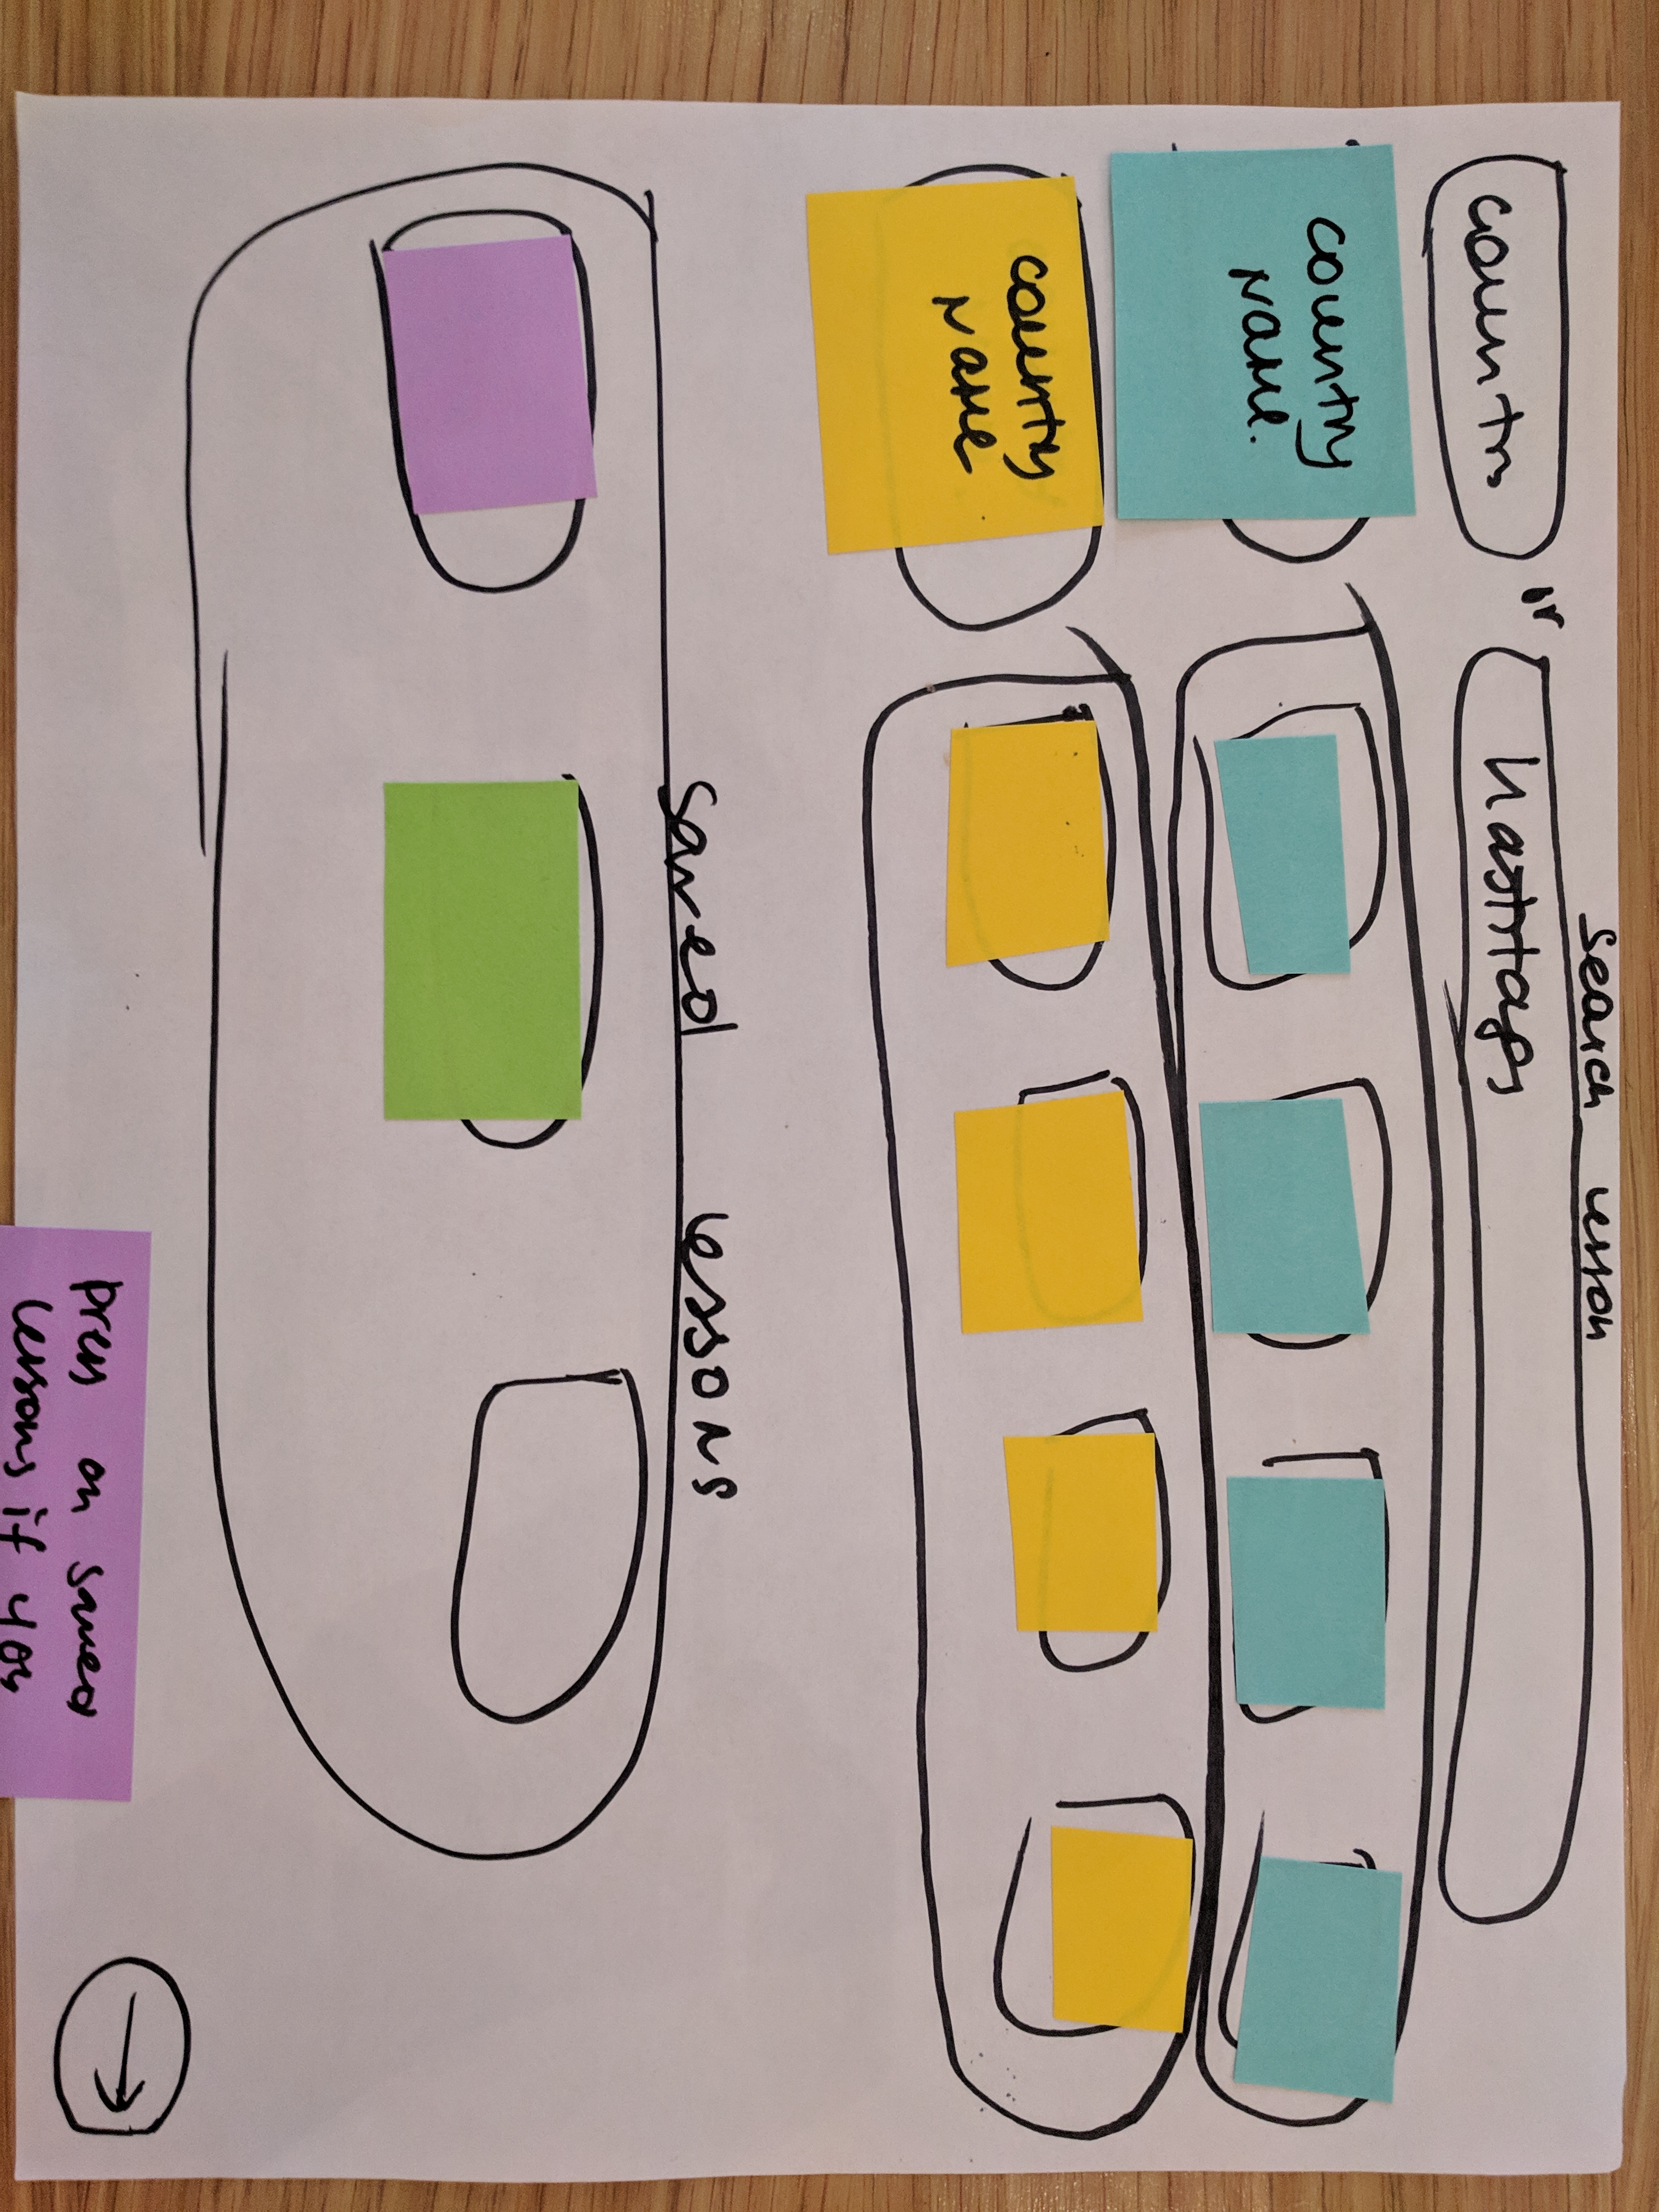 search lesson
country
or
hashtags
country
name.
country
name
saved lessons
press on saved
lessons if you